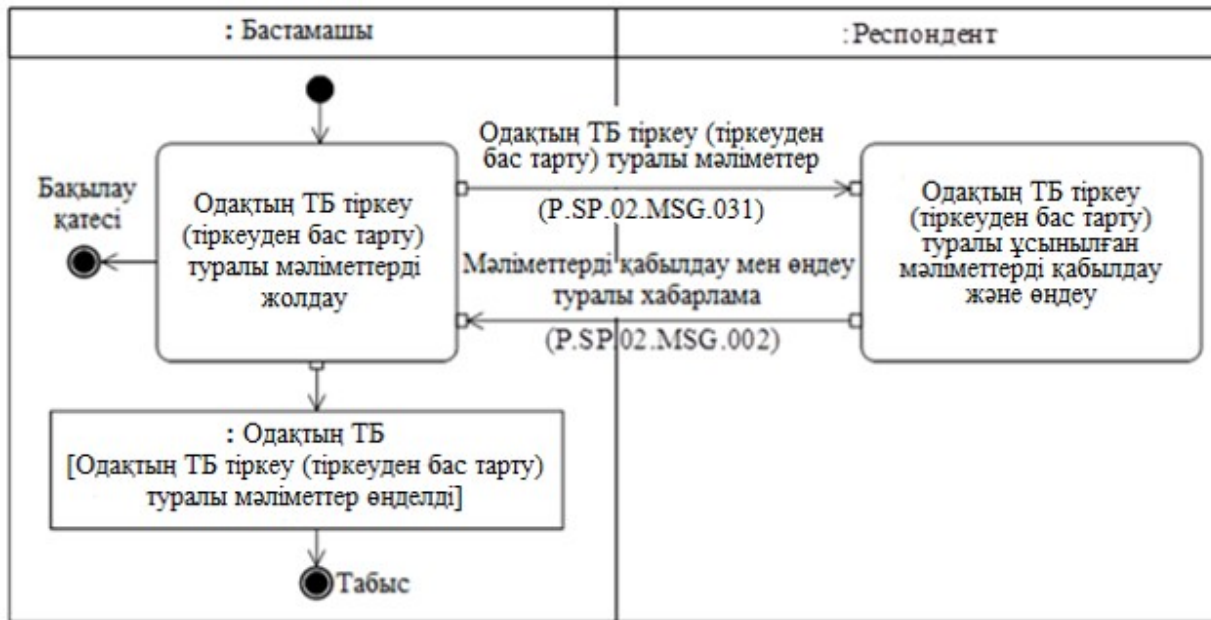 : Бастамашы
:Респондент
Одақтың ТБ тіркеу (тіркеуден
бас тарту) туралы мәліметтер
(P.SP.02.MSG.031)
Бақылау
қатесі
Одақтың ТБ тіркеу
(тіркеуден бас тарту)
туралы мәліметтерді
жолдау
Одақтың ТБ тіркеу
(тіркеуден бас тарту)
туралы ұсынылған
мәліметтерді қабылдау
және өңдеу
Мәліметтерді қабылдау мен өңдеу
туралы хабарлама
(P.SP.02.MSG.002)
: Одақтың ТБ
[Одақтың ТБ тіркеу (тіркеуден бас тарту)
туралы мәліметтер өңделді]
Табыс